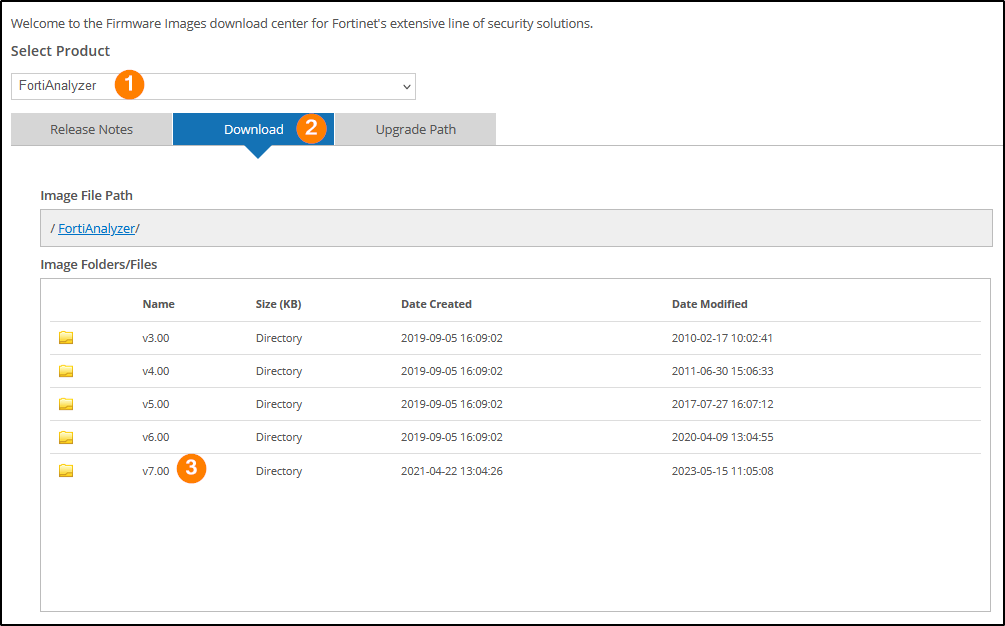 Welcome to the Firmware Images download center for Fortinet's extensive line of security solutions.
Select Product
FortiAnalyzer 1
Release Notes Download 2 Upgrade Path
Image File Path
/ FortiAnalyzer/
Image Folders/Files
Name Size (KB) Date Created Date Modified
v3.00 Directory 2019-09-05 16:09:02 2010-02-17 10:02:41
v4.00 Directory 2019-09-05 16:09:02 2011-06-30 15:06:33
v5.00 Directory 2019-09-05 16:09:02 2017-07-27 16:07:12
v6.00 Directory 2019-09-05 16:09:02 2020-04-09 13:04:55
v7.00 3 Directory 2021-04-22 13:04:26 2023-05-15 11:05:08